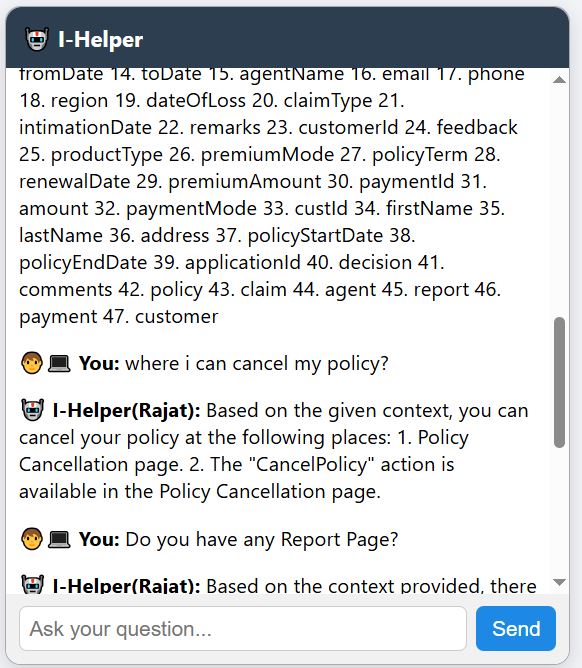 I-Helper
fromDate 14. toDate 15. agentName 16. email 17. phone
18. region 19. dateOfLoss 20. claimType 21.
intimationDate 22. remarks 23. customerId 24. feedback
25. productType 26. premiumMode 27. policyTerm 28.
renewalDate 29. premiumAmount 30. paymentId 31.
amount 32. paymentMode 33. custId 34. firstName 35.
lastName 36. address 37. policyStartDate 38.
policyEndDate 39. applicationId 40. decision 41.
comments 42. policy 43. claim 44. agent 45. report 46.
payment 47. customer
You: where i can cancel my policy?
I-Helper(Rajat): Based on the given context, you can
cancel your policy at the following places: 1. Policy
Cancellation page. 2. The "CancelPolicy" action is
available in the Policy Cancellation page.
You: Do you have any Report Page?
I-Helper(Rajat): Based on the context provided, there
Ask your question...
Send